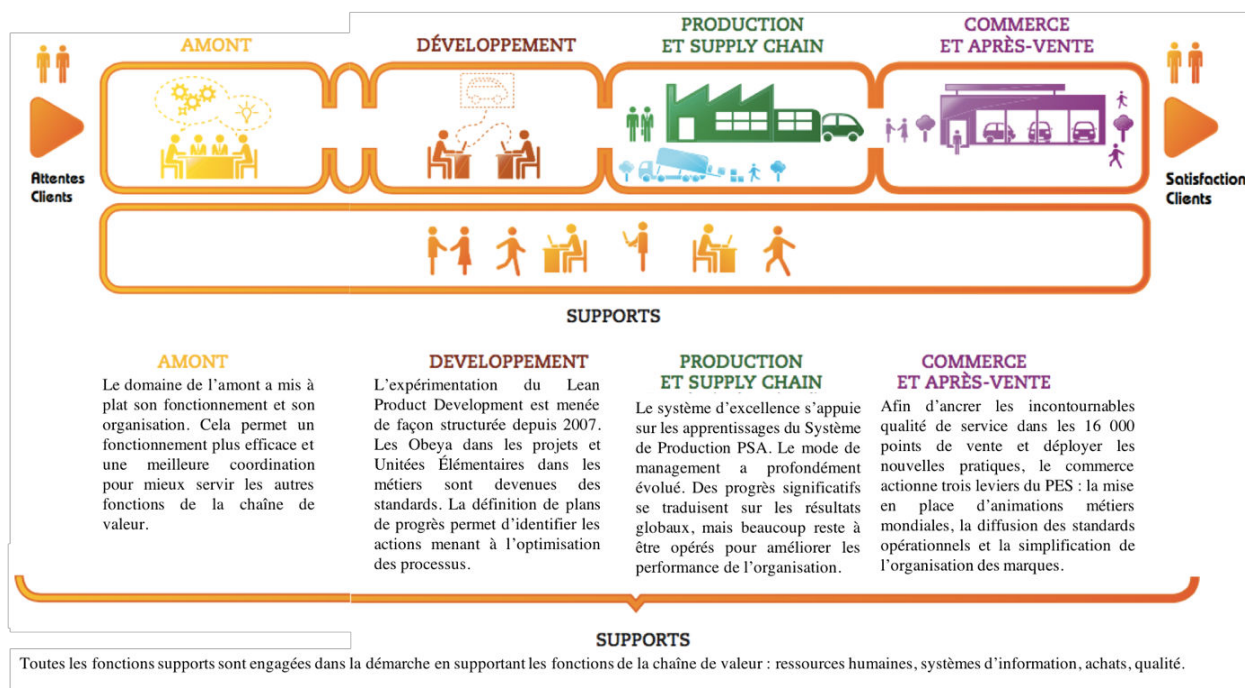 AMONT
DÉVELOPPEMENT
PRODUCTION
ET SUPPLY CHAIN
COMMERCE
ET APRÈS-VENTE
Attentes
Clients
Satisfaction
Clients
SUPPORTS
AMONT
Le domaine de l’amont a mis à
plat son fonctionnement et son
organisation. Cela permet un
fonctionnement plus efficace et
une meilleure coordination
pour mieux servir les autres
fonctions de la chaîne de
valeur.
DEVELOPPEMENT
L’expérimentation du Lean
Product Development est menée
de façon structurée depuis 2007.
Les Obeya dans les projets et
Unitées Élémentaires dans les
métiers sont devenues des
standards. La définition de plans
de progrès permet d’identifier les
actions menant à l’optimisation
des processus.
PRODUCTION
ET SUPPLY CHAIN
Le système d’excellence s’appuie
sur les apprentissages du Système
de Production PSA. Le mode de
management a profondément
évolué. Des progrès significatifs
se traduisent sur les résultats
globaux, mais beaucoup reste à
être opérés pour améliorer les
performance de l’organisation.
COMMERCE
ET APRÈS-VENTE
Afin d’ancrer les incontournables
qualité de service dans les 16 000
points de vente et déployer les
nouvelles pratiques, le commerce
actionne trois leviers du PES : la mise
en place d’animations métiers
mondiales, la diffusion des standards
opérationnels et la simplification de
l’organisation des marques.
SUPPORTS
Toutes les fonctions supports sont engagées dans la démarche en supportant les fonctions de la chaîne de valeur : ressources humaines, systèmes d’information, achats, qualité.